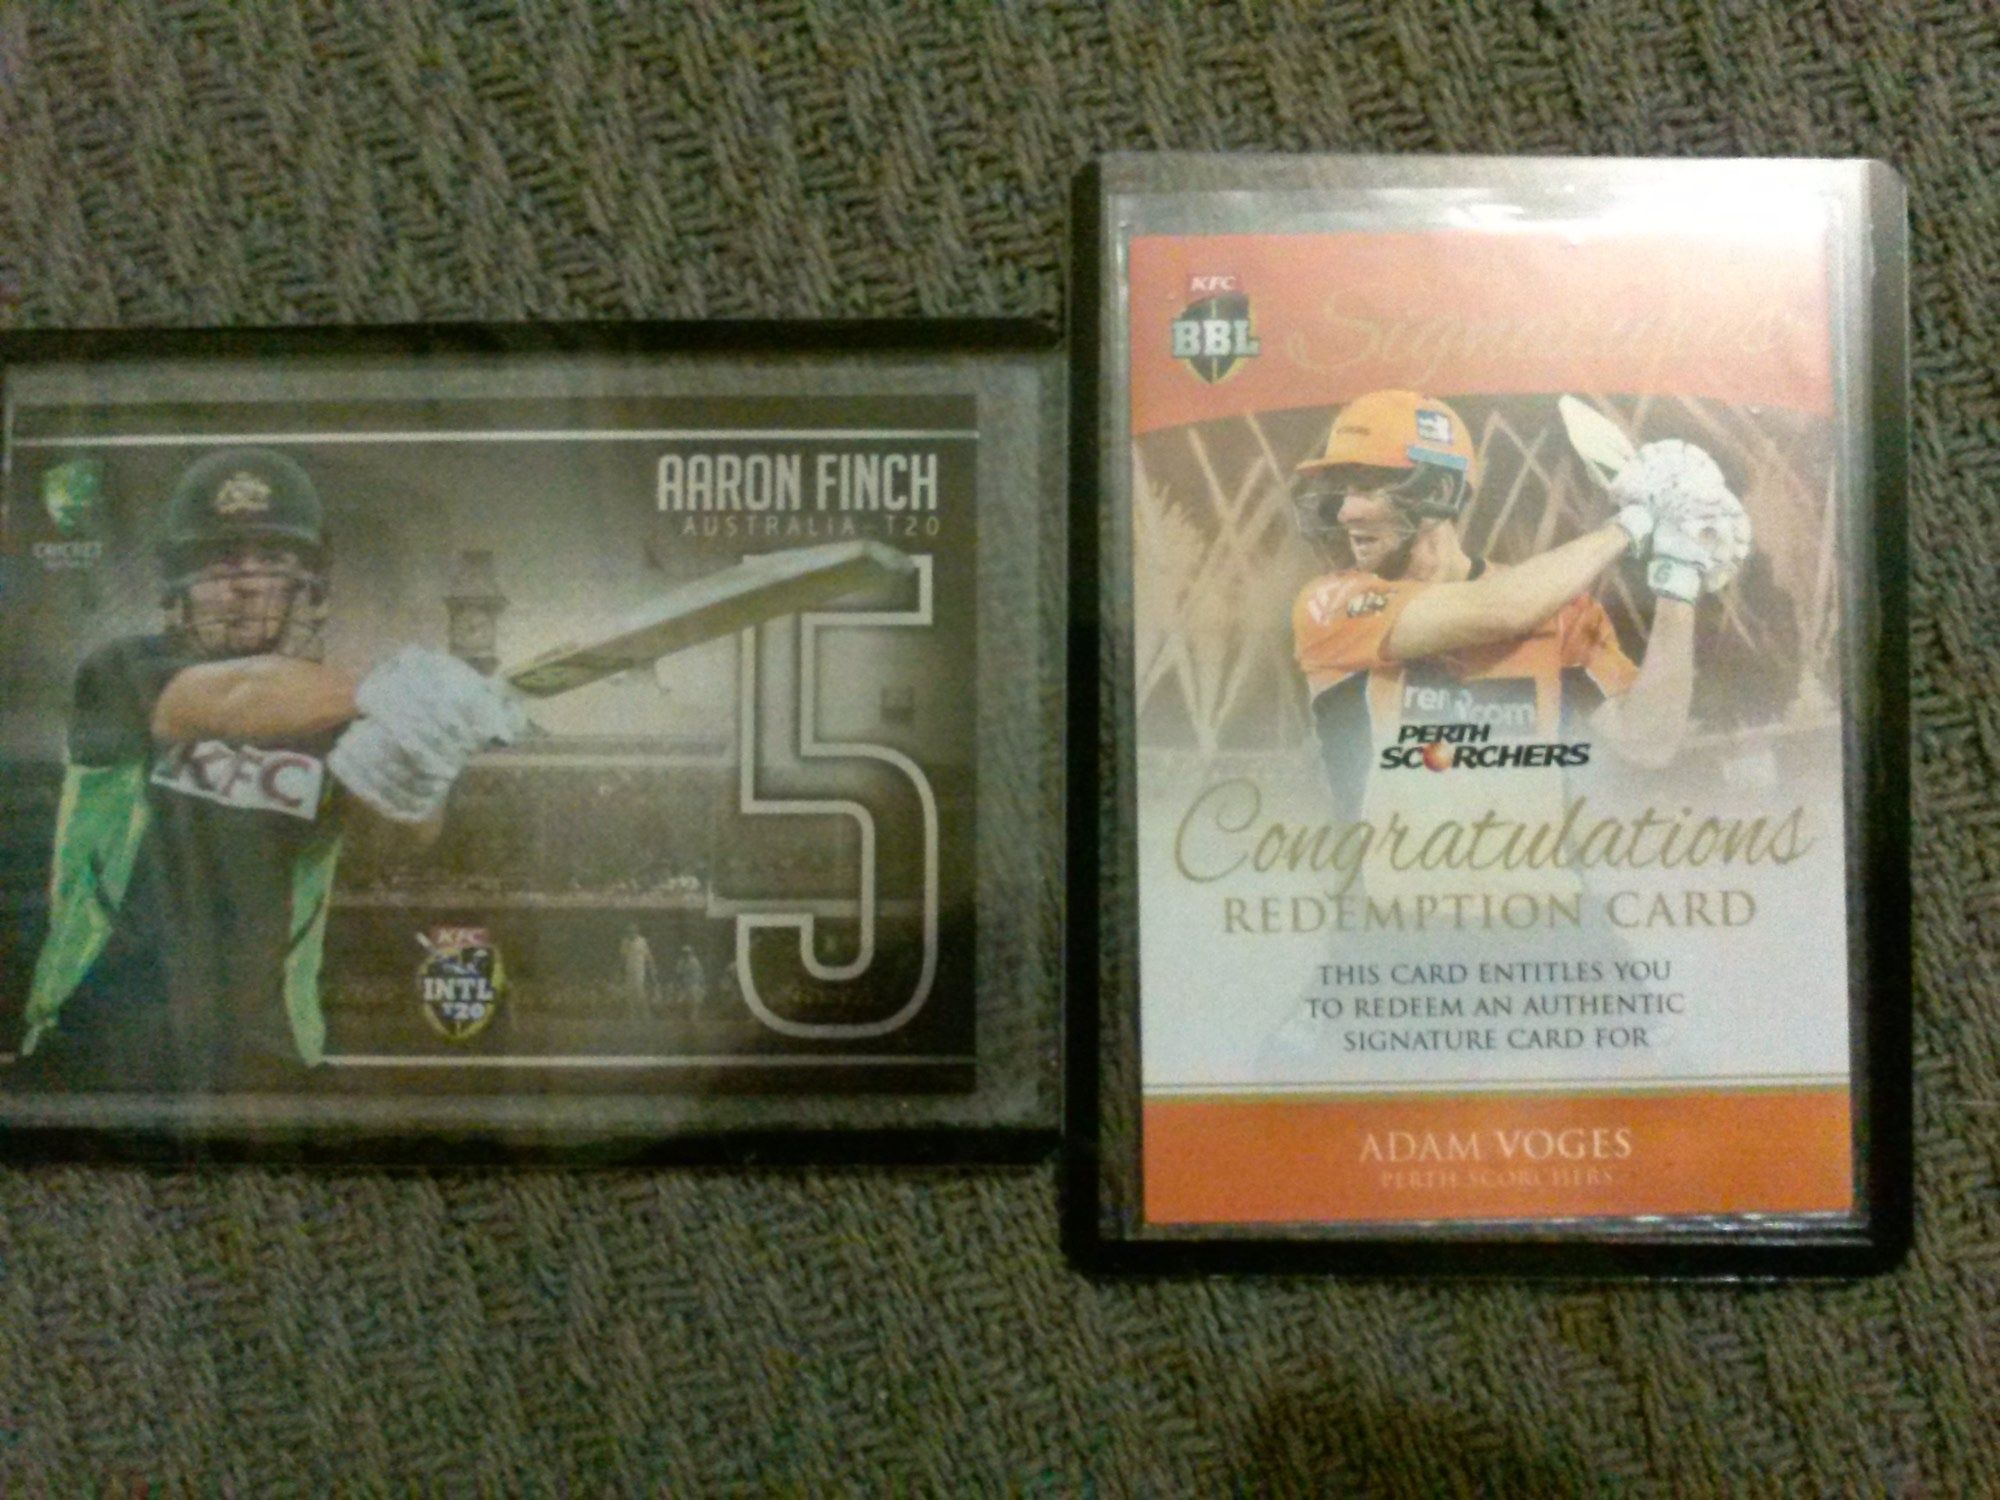 AARON FINCH
AUSTRALIA T20
5
CRICKET
KFC
KFC
INTL
T20
KFC
BBL
Signature
PERTH
SCORCHERS
Congratulations
REDEMPTION CARD
THIS CARD ENTITLES YOU
TO REDEEM AN AUTHENTIC
SIGNATURE CARD FOR
ADAM VOGES
PERTH SCORCHERS